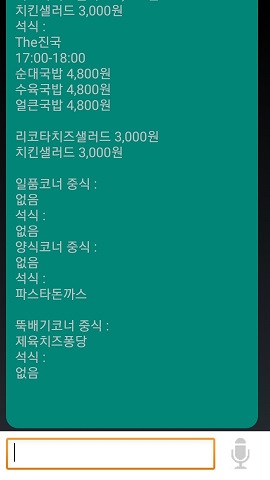 치킨샐러드 3,000원
석식 :
The진국
17:00-18:00
순대국밥 4,800원
수육국밥 4,800원
얼큰국밥 4,800원
리코타치즈샐러드 3,000원
치킨샐러드 3,000원
일품코너 중식 :
없음
석식 :
없음
양식코너 중식 :
없음
석식 :
파스타돈까스
뚝배기코너 중식 :
제육치즈퐁당
석식 :
없음